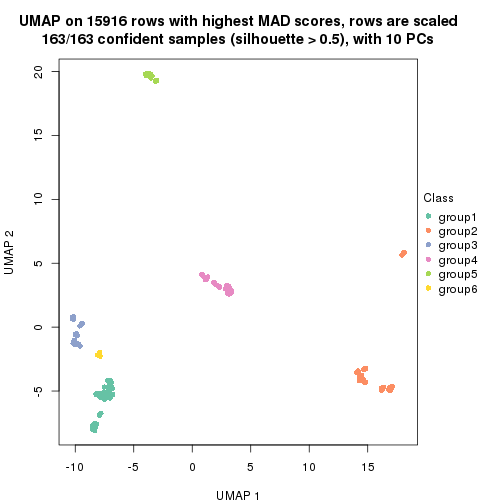 UMAP on 15916 rows with highest MAD scores, rows are scaled
163/163 confident samples (silhouette > 0.5), with 10 PCs
20
15
10
5
0
-5
UMAP 2
-10
-5
0
5
10
15
UMAP 1
Class
group1
group2
group3
group4
group5
group6